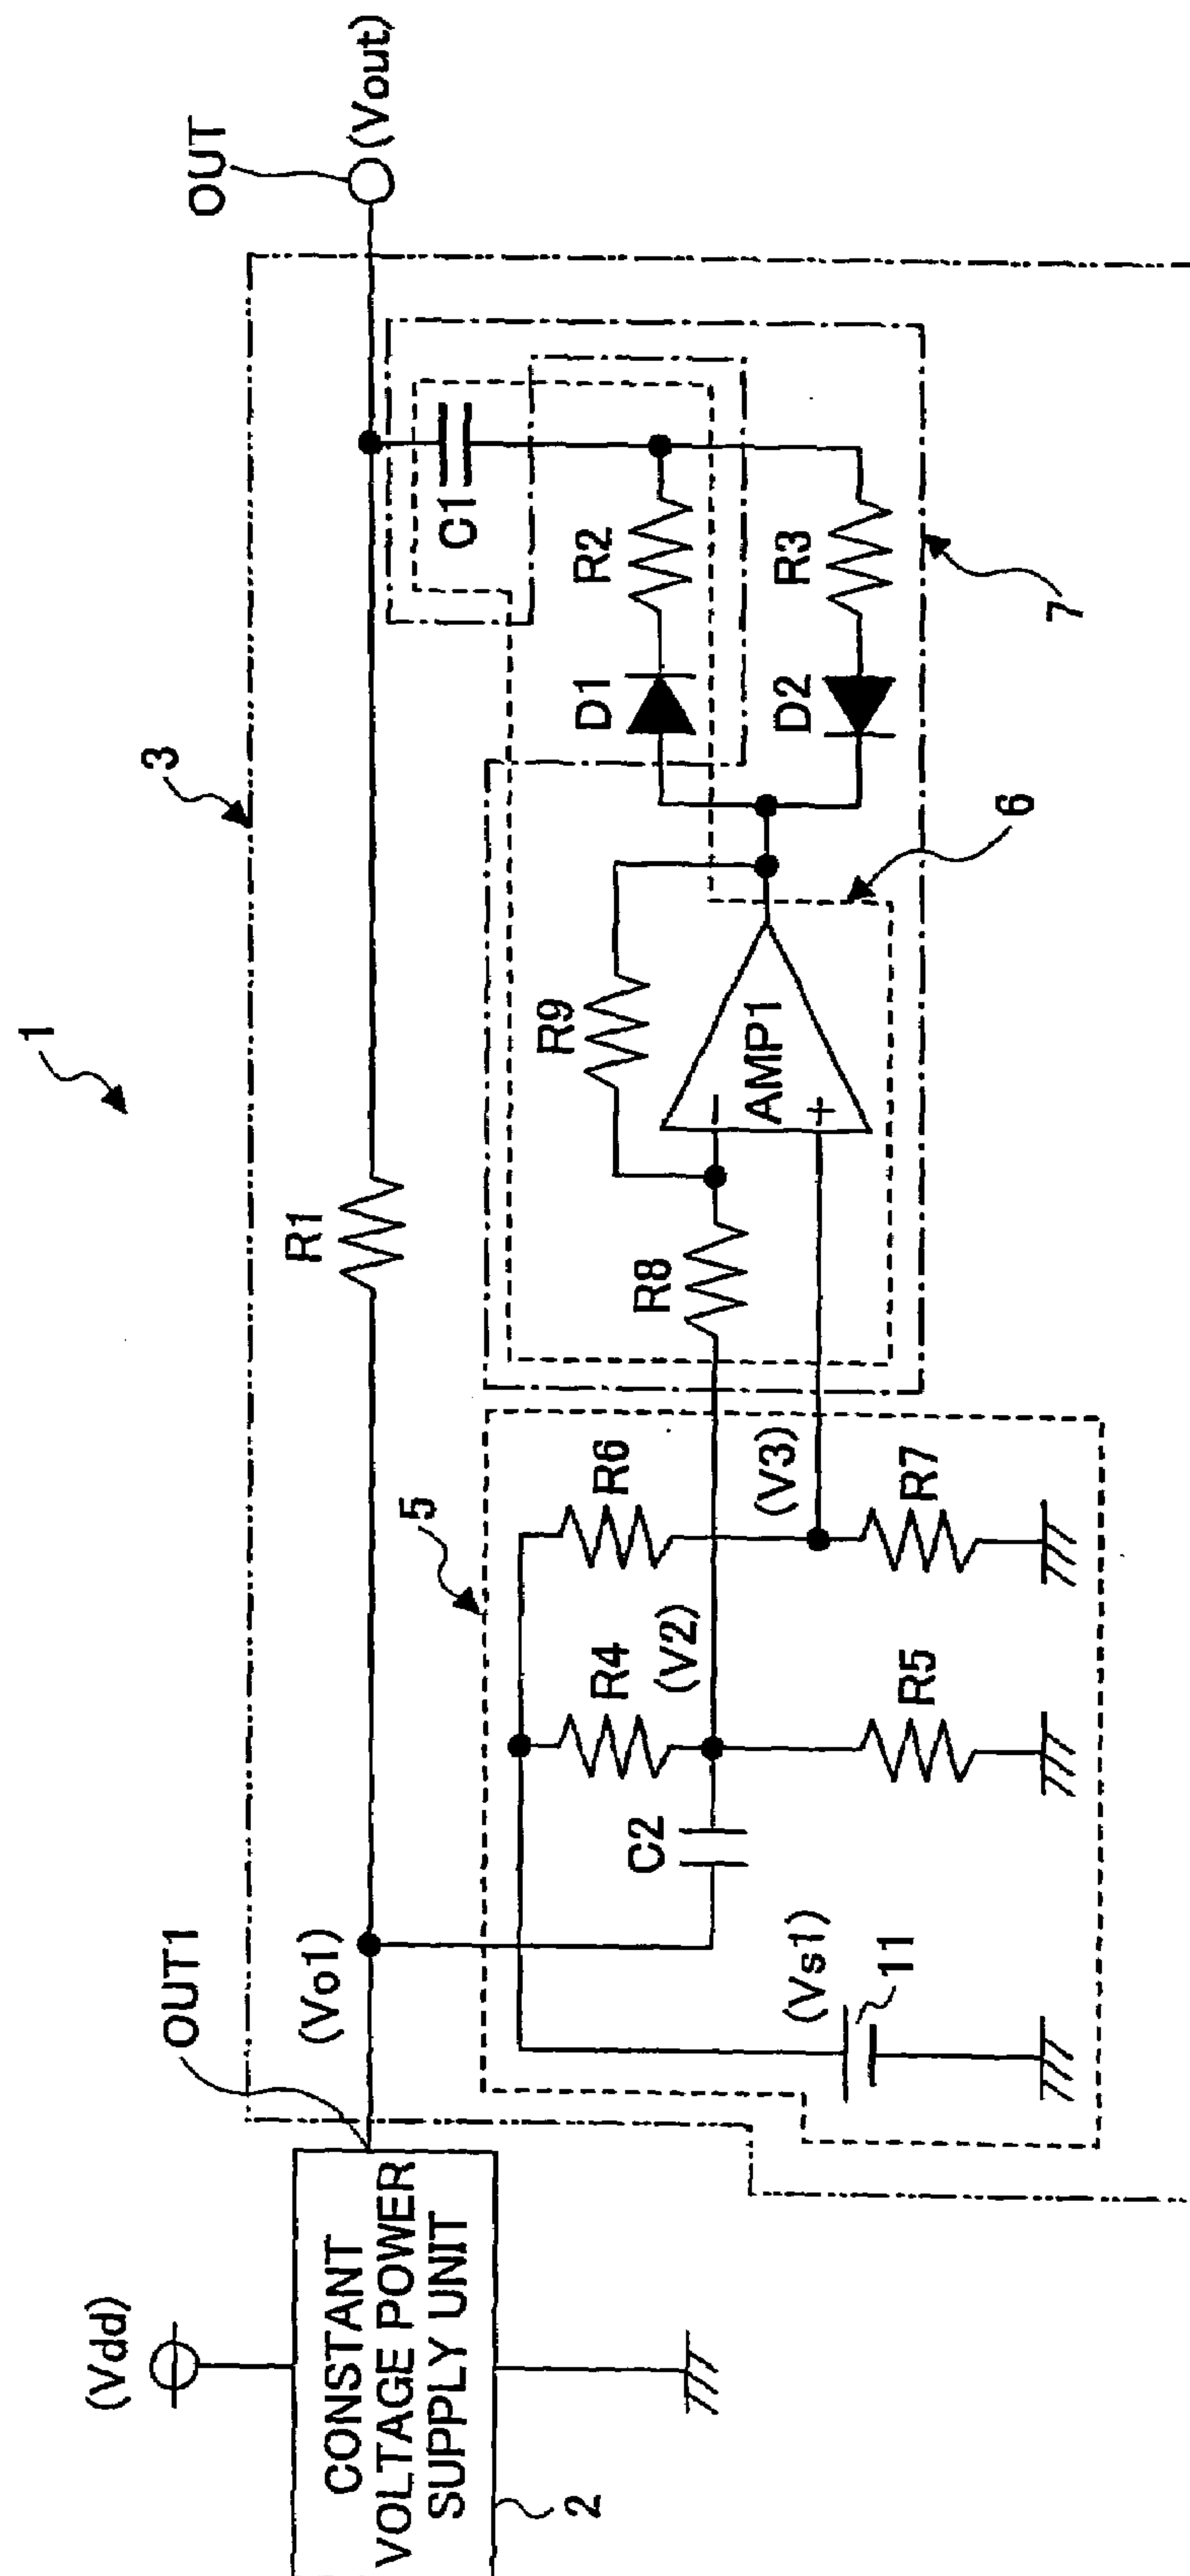 1
3
OUT
(Vout)
OUT1
(Vdd)
(Vo1)
R1
CONSTANT
VOLTAGE POWER
SUPPLY UNIT
2
5
C1
R4
R6
R9
D1
R2
C2
(V2)
R8
−
AMP1
+
(V3)
D2
R3
(Vs1)
11
R5
R7
6
7